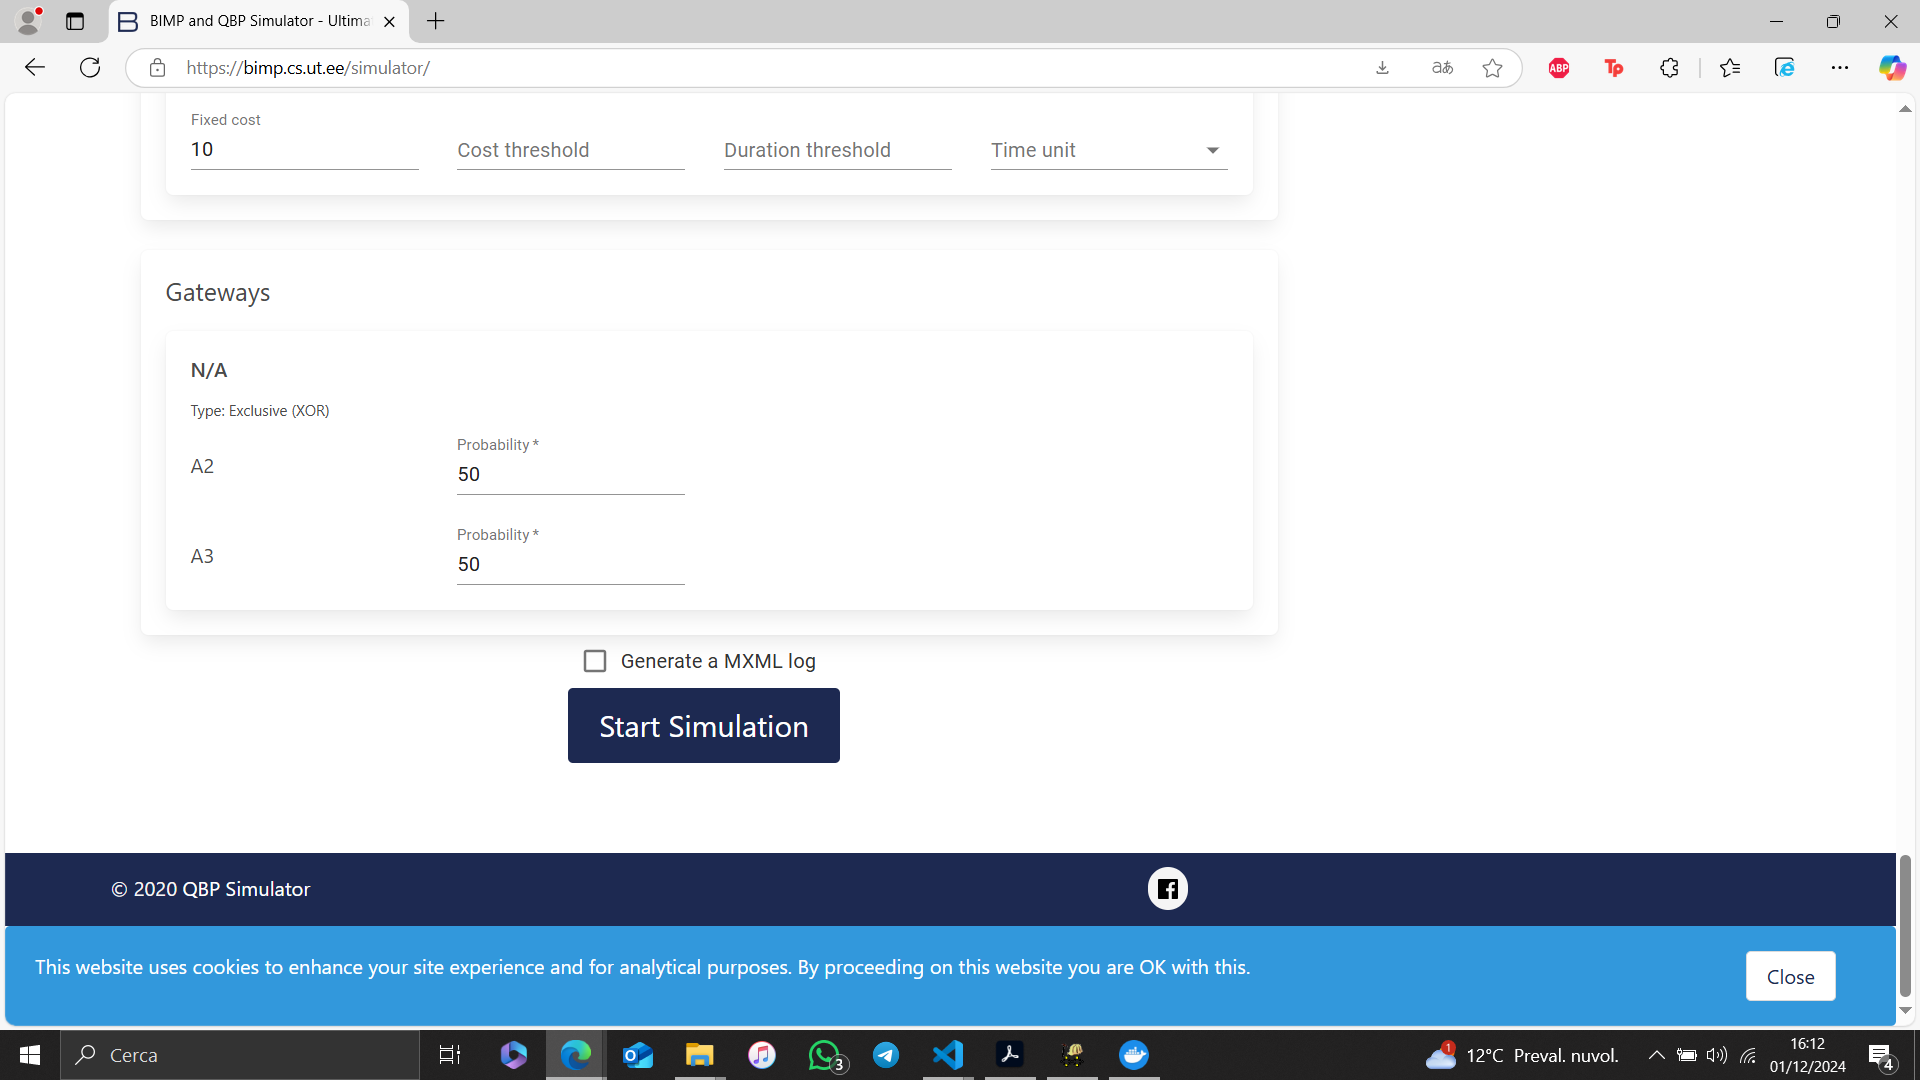 BIMP and QBP Simulator - Ultima
https://bimp.cs.ut.ee/simulator/
あ
ABP
Tp
Fixed cost
10
Cost threshold
Duration threshold
Time unit
Gateways
N/A
Type: Exclusive (XOR)
A2
Probability *
50
A3
Probability *
50
Generate a MXML log
Start Simulation
© 2020 QBP Simulator
This website uses cookies to enhance your site experience and for analytical purposes. By proceeding on this website you are OK with this.
Close
Cerca
3
1
12°C Preval. nuvol.
16:12
01/12/2024
4